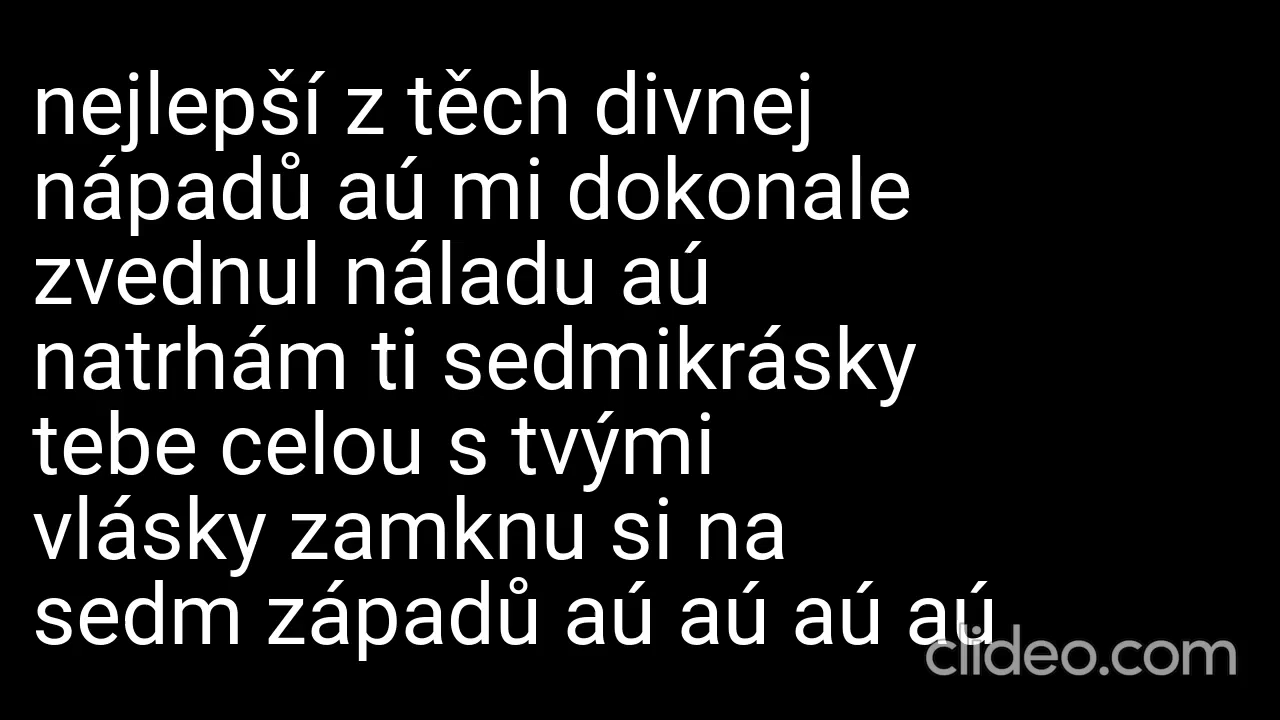 nejlepší z těch divnej
nápadů aú mi dokonale
zvednul náladu aú
natrhám ti sedmikrásky
tebe celou s tvými
vlásky zamknu si na
sedm západů aú aú aú aú
clideo.com